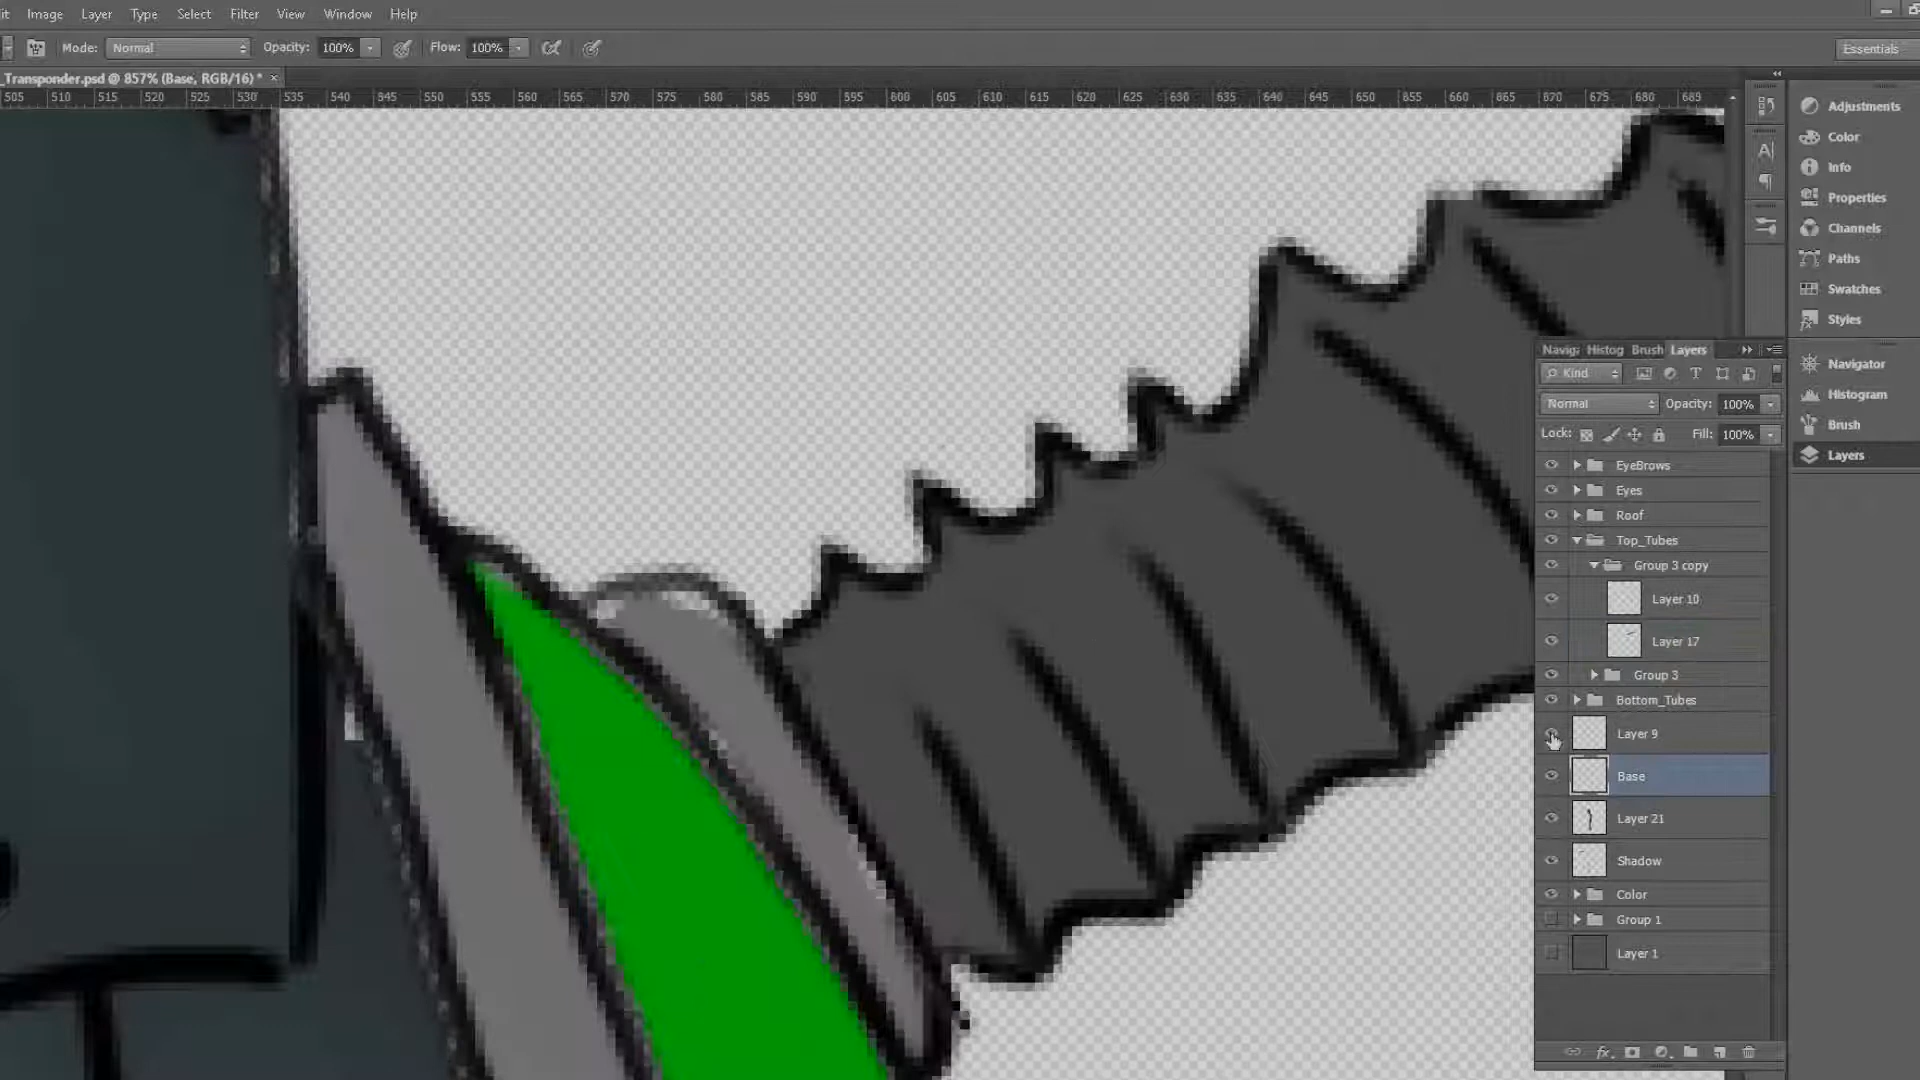 it Image Layer Type Select Filter View Window Help
Mode: Normal Opacity: 100% Flow: 100% Essentials
_Transponder.psd @ 857% (Base, RGB/16) * ×
505 510 515 520 525 530 535 540 545 550 555 560 565 570 575 580 585 590 595 600 605 610 615 620 625 630 635 640 645 650 655 660 665 670 675 680 689
Adjustments
Color
Info
Properties
Channels
Paths
Swatches
Styles
Navigator
Histogram
Brush
Layers
Navig: Histog Brush Layers
Kind
Normal Opacity: 100%
Lock: Fill: 100%
EyeBrows
Eyes
Roof
Top_Tubes
Group 3 copy
Layer 10
Layer 17
Group 3
Bottom_Tubes
Layer 9
Base
Layer 21
Shadow
Color
Group 1
Layer 1